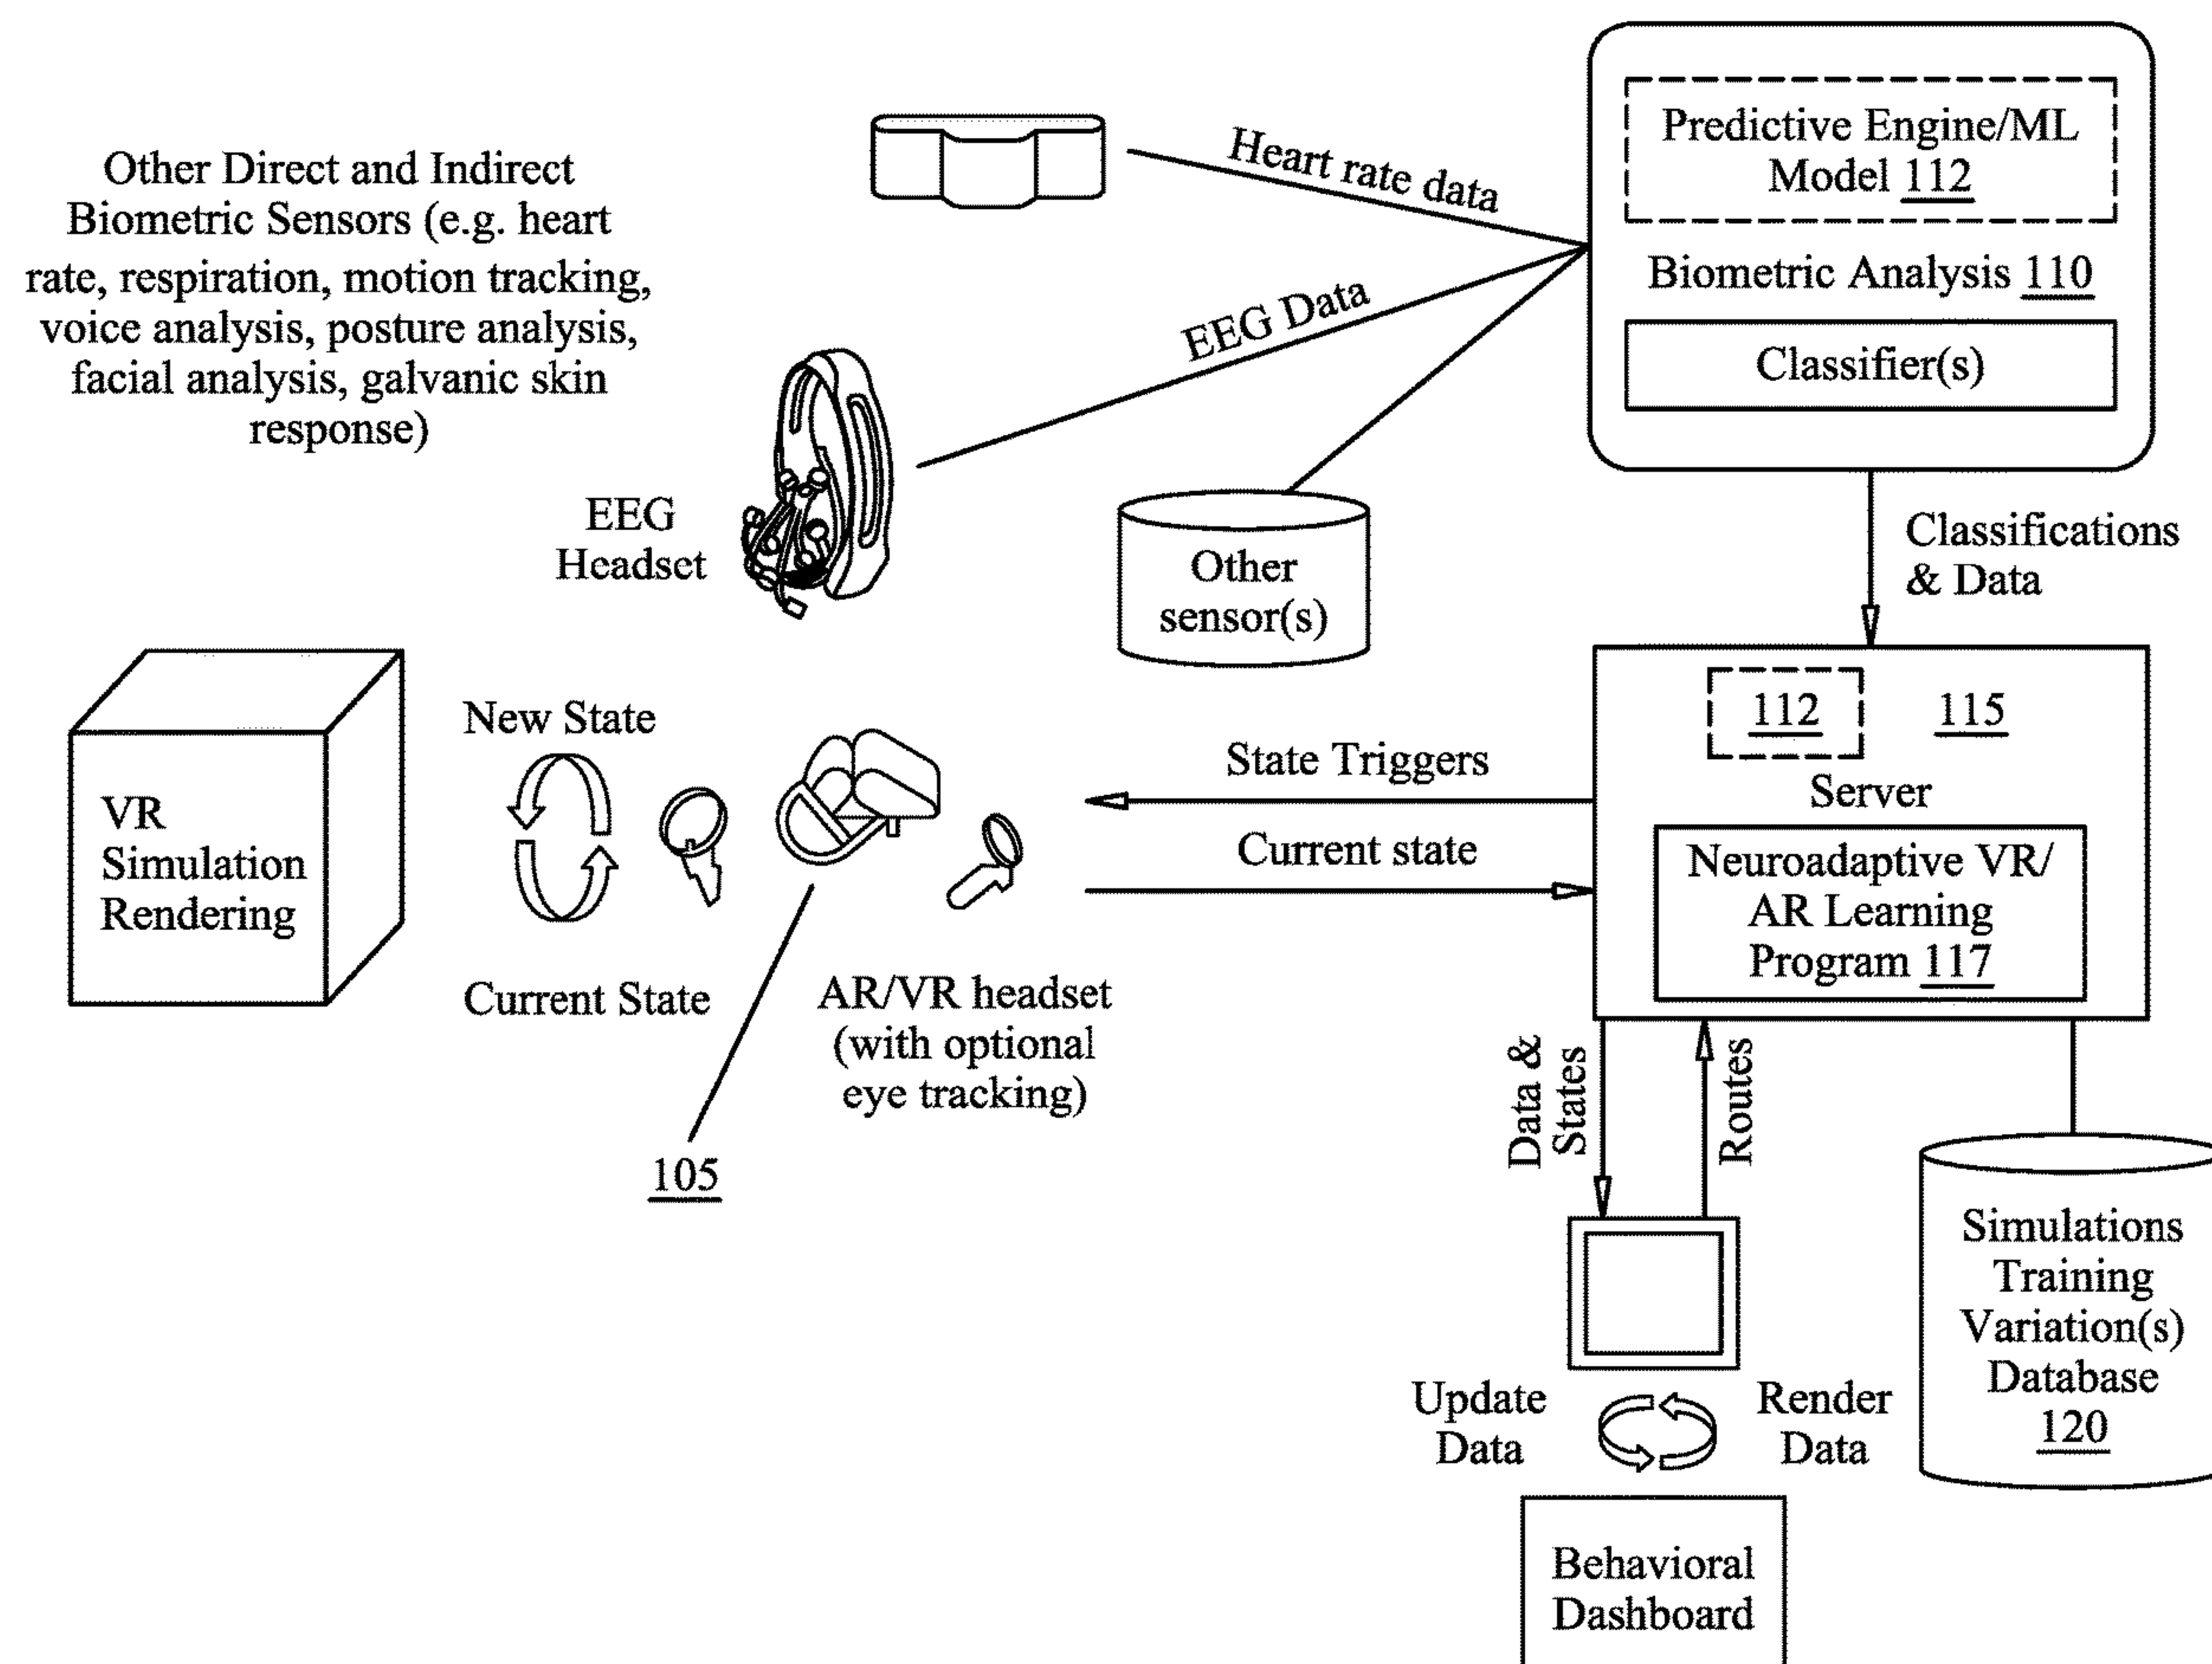 Other Direct and Indirect
Biometric Sensors (e.g. heart
rate, respiration, motion tracking,
voice analysis, posture analysis,
facial analysis, galvanic skin
response)
Heart rate data
EEG Data
EEG
Headset
Other
sensor(s)
Predictive Engine/ML
Model 112
Biometric Analysis 110
Classifier(s)
Classifications
& Data
VR
Simulation
Rendering
New State
Current State
AR/VR headset
(with optional
eye tracking)
105
State Triggers
Current state
112
115
Server
Neuroadaptive VR/
AR Learning
Program 117
Data &
States
Routes
Update
Data
Render
Data
Behavioral
Dashboard
Simulations
Training
Variation(s)
Database
120